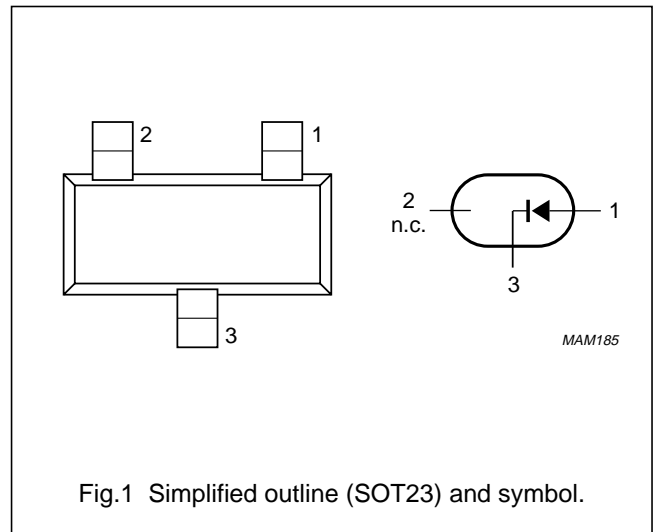 2
1
3
2
n.c.
1
3
MAM185
Fig.1 Simplified outline (SOT23) and symbol.